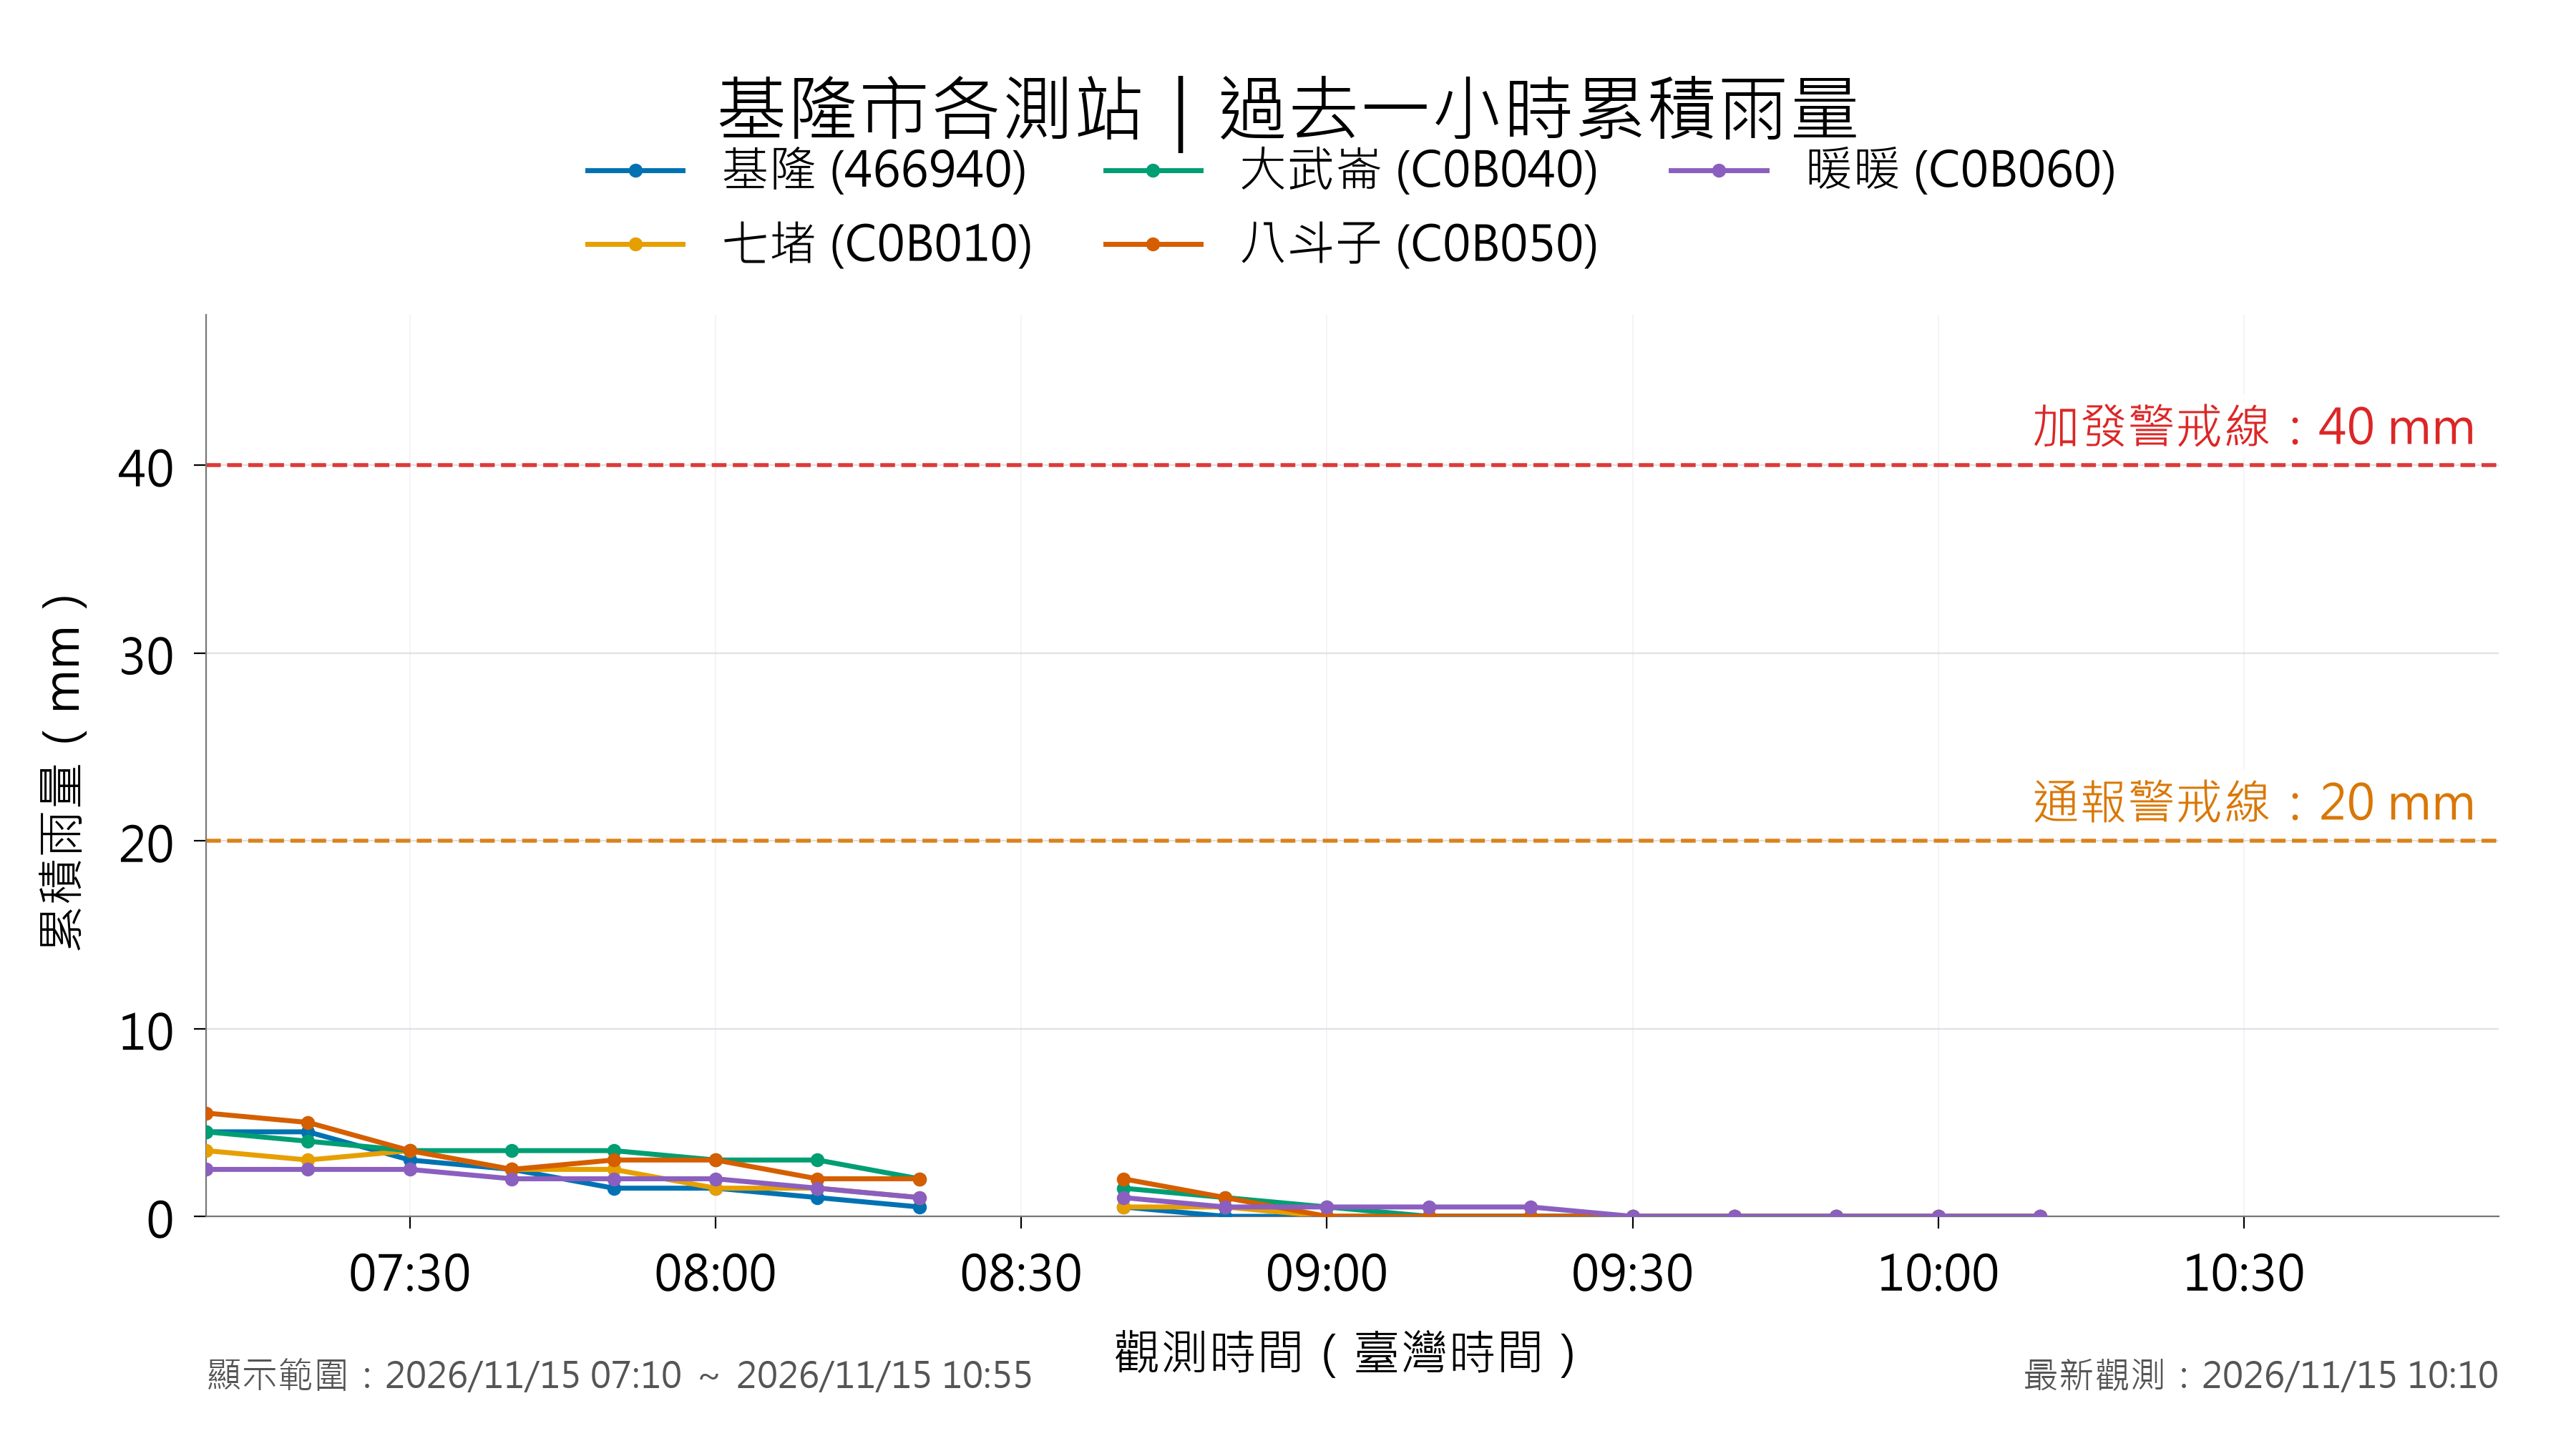 基隆市各測站｜過去一小時累積雨量
基隆 (466940) 大武崙 (C0B040) 暖暖 (C0B060)
七堵 (C0B010) 八斗子 (C0B050)
累積雨量（mm）
40
30
20
10
0
加發警戒線：40 mm
通報警戒線：20 mm
07:30 08:00 08:30 09:00 09:30 10:00 10:30
觀測時間（臺灣時間）
顯示範圍：2026/11/15 07:10 ～ 2026/11/15 10:55
最新觀測：2026/11/15 10:10